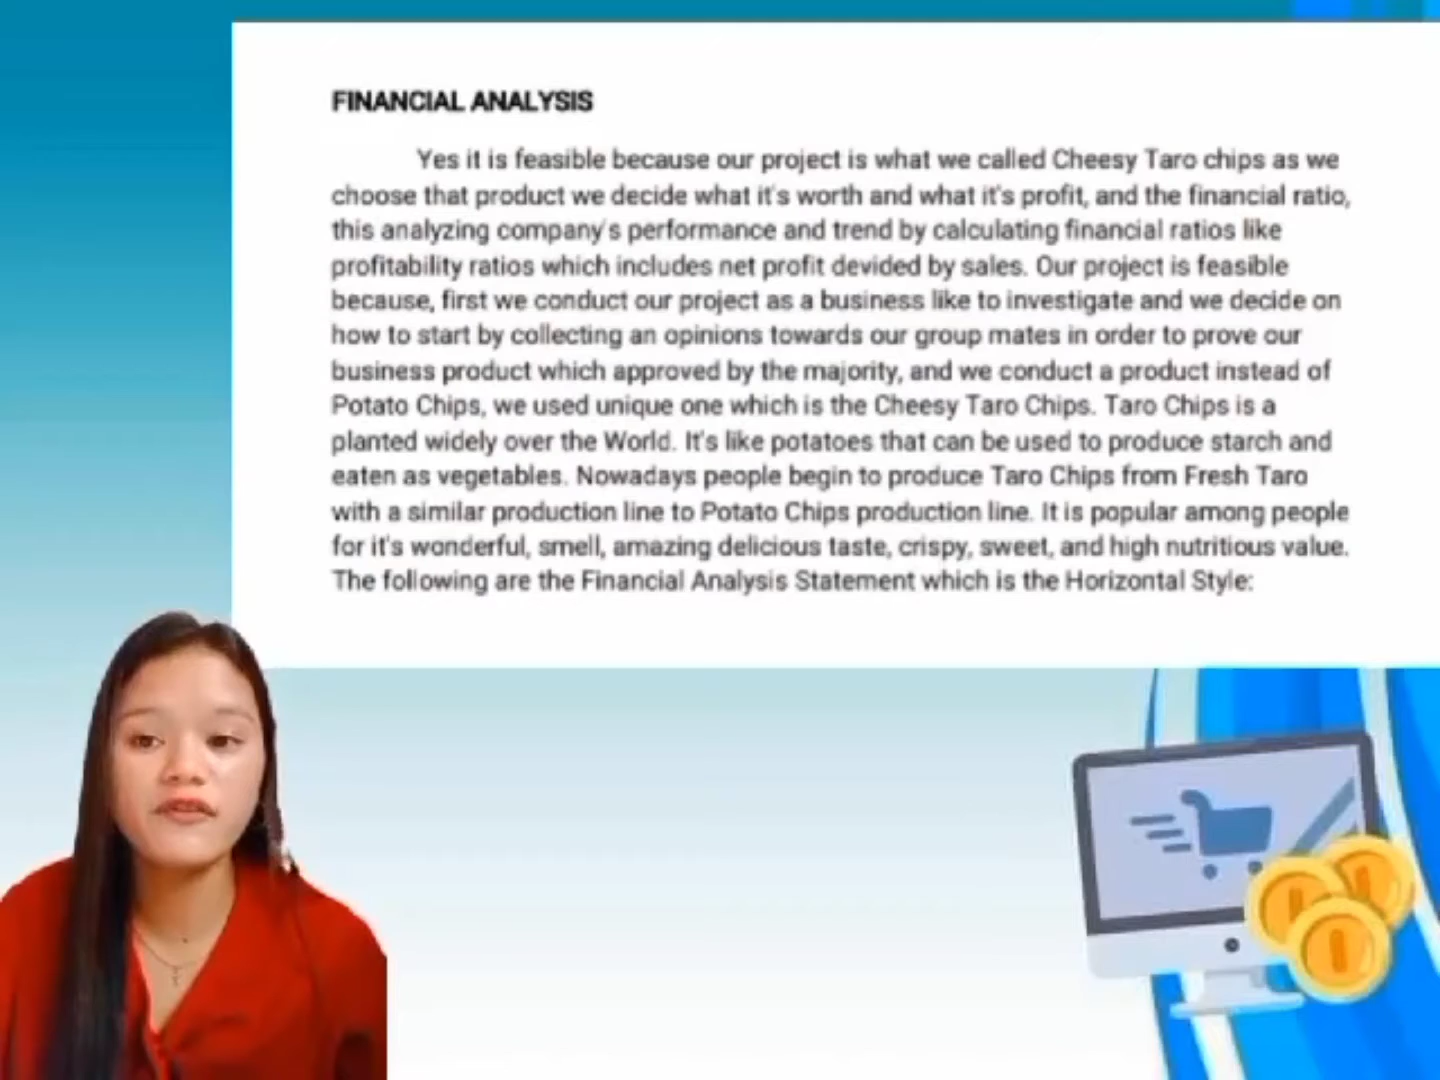 FINANCIAL ANALYSIS
Yes it is feasible because our project is what we called Cheesy Taro chips as we
choose that product we decide what it's worth and what it's profit, and the financial ratio,
this analyzing company's performance and trend by calculating financial ratios like
profitability ratios which includes net profit devided by sales. Our project is feasible
because, first we conduct our project as a business like to investigate and we decide on
how to start by collecting an opinions towards our group mates in order to prove our
business product which approved by the majority, and we conduct a product instead of
Potato Chips, we used unique one which is the Cheesy Taro Chips. Taro Chips is a
planted widely over the World. It's like potatoes that can be used to produce starch and
eaten as vegetables. Nowadays people begin to produce Taro Chips from Fresh Taro
with a similar production line to Potato Chips production line. It is popular among people
for it's wonderful, smell, amazing delicious taste, crispy, sweet, and high nutritious value.
The following are the Financial Analysis Statement which is the Horizontal Style: